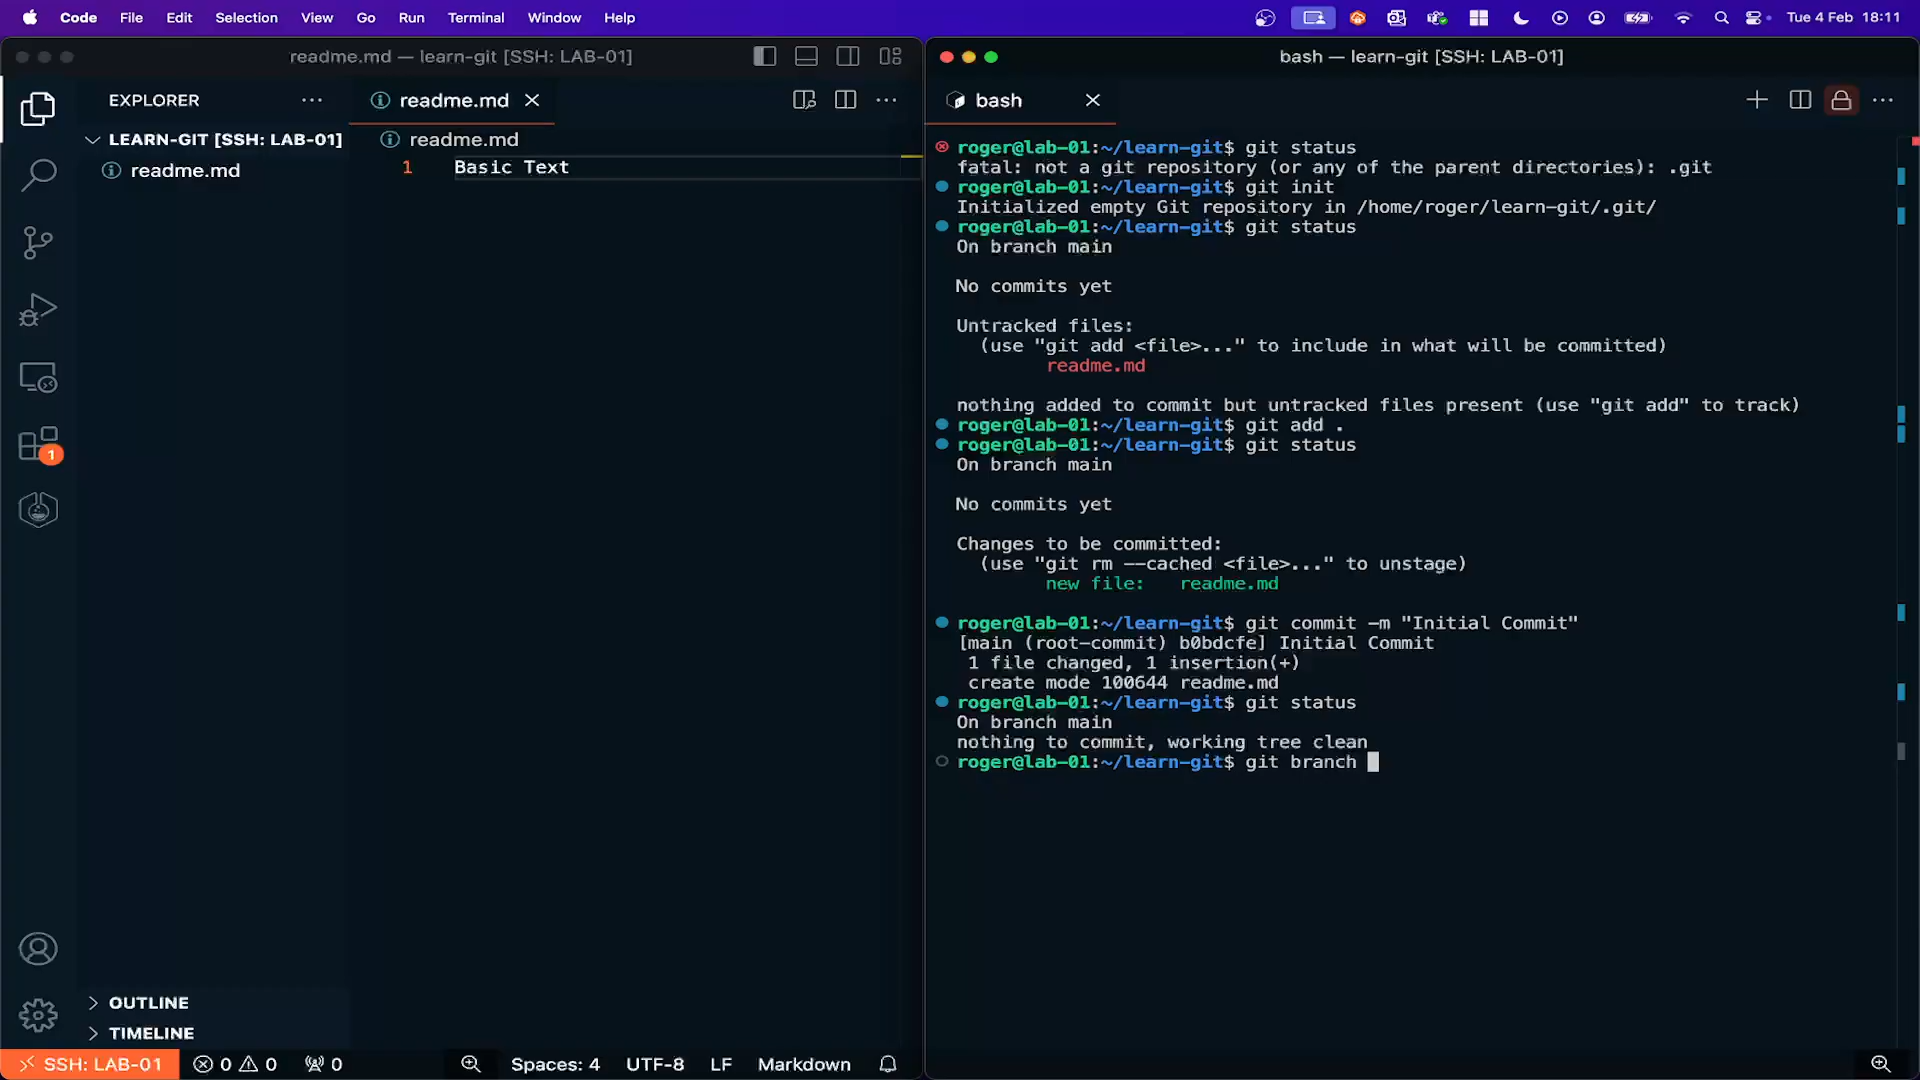 Code File Edit Selection View Go Run Terminal Window Help
Tue 4 Feb 18:11
readme.md — learn-git [SSH: LAB-01]
EXPLORER
LEARN-GIT [SSH: LAB-01]
readme.md
1
readme.md
readme.md
1 Basic Text
OUTLINE
TIMELINE
SSH: LAB-01 0 0 0 Spaces: 4 UTF-8 LF Markdown
bash — learn-git [SSH: LAB-01]
bash
roger@lab-01:~/learn-git$ git status
fatal: not a git repository (or any of the parent directories): .git
roger@lab-01:~/learn-git$ git init
Initialized empty Git repository in /home/roger/learn-git/.git/
roger@lab-01:~/learn-git$ git status
On branch main
No commits yet
Untracked files:
(use "git add <file>..." to include in what will be committed)
readme.md
nothing added to commit but untracked files present (use "git add" to track)
roger@lab-01:~/learn-git$ git add .
roger@lab-01:~/learn-git$ git status
On branch main
No commits yet
Changes to be committed:
(use "git rm --cached <file>..." to unstage)
new file: readme.md
roger@lab-01:~/learn-git$ git commit -m "Initial Commit"
[main (root-commit) b0bdcfe] Initial Commit
1 file changed, 1 insertion(+)
create mode 100644 readme.md
roger@lab-01:~/learn-git$ git status
On branch main
nothing to commit, working tree clean
roger@lab-01:~/learn-git$ git branch